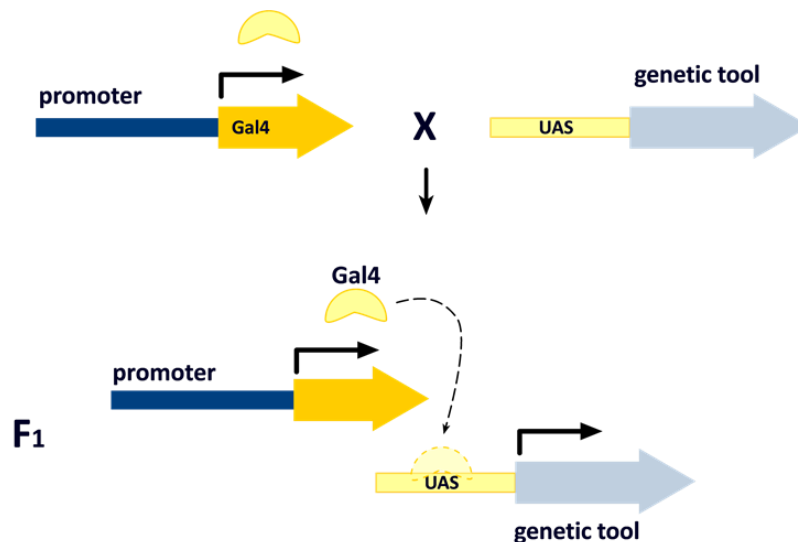 genetic tool
promoter
Gal4
X
UAS
Gal4
promoter
F1
UAS
genetic tool